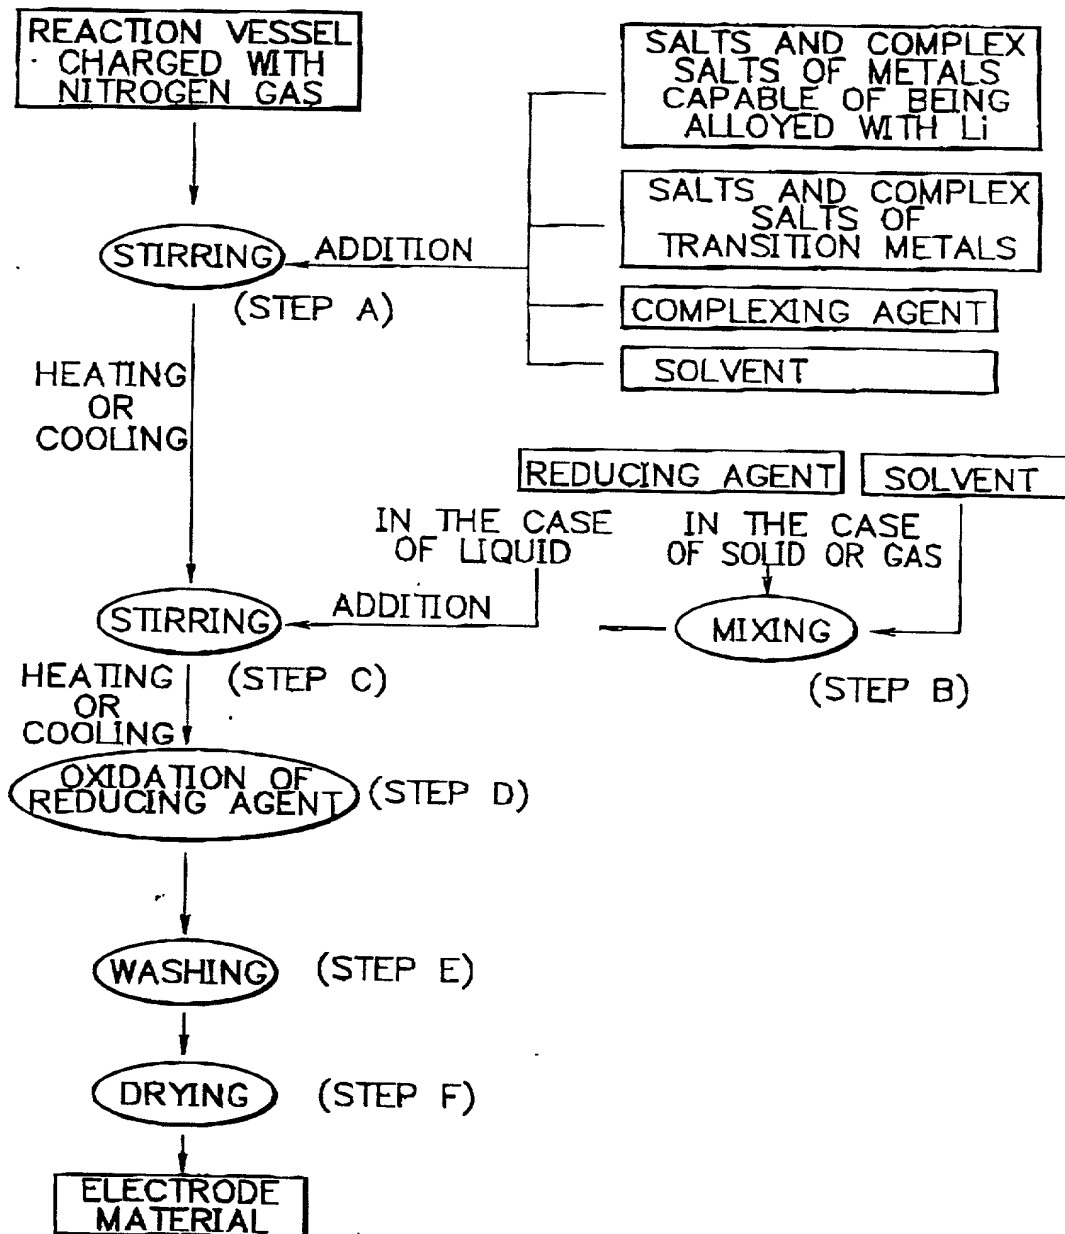 REACTION VESSEL
CHARGED WITH
NITROGEN GAS
SALTS AND COMPLEX
SALTS OF METALS
CAPABLE OF BEING
ALLOYED WITH Li
SALTS AND COMPLEX
SALTS OF
TRANSITION METALS
STIRRING
ADDITION
(STEP A)
COMPLEXING AGENT
SOLVENT
HEATING
OR
COOLING
REDUCING AGENT
SOLVENT
IN THE CASE
OF LIQUID
IN THE CASE
OF SOLID OR GAS
STIRRING
ADDITION
MIXING
(STEP C)
(STEP B)
HEATING
OR
COOLING
OXIDATION OF
REDUCING AGENT
(STEP D)
WASHING
(STEP E)
DRYING
(STEP F)
ELECTRODE
MATERIAL